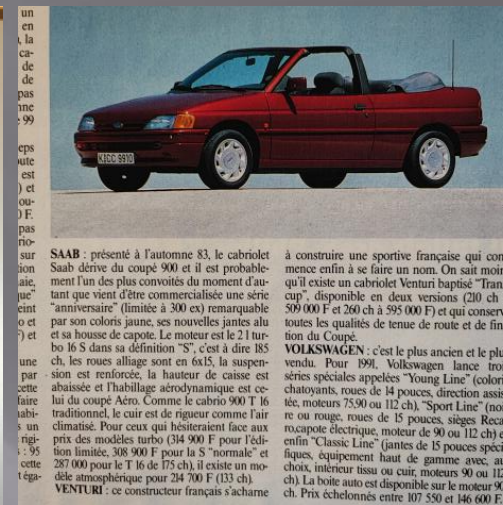 un
en
, la
ca-
de
de
pas
nne
99
eps
oute
est
) et
ou-
0 F.
pas
rio-
sur
tion
aie,
que"
eint
o et
F) et
une
par
cette
faire
habi-
s un
rigi-
: 95
cette
t éga-
K∙CC 9910
SAAB : présenté à l'automne 83, le cabriolet
Saab dérive du coupé 900 et il est probable-
ment l'un des plus convoités du moment d'au-
tant que vient d'être commercialisée une série
"anniversaire" (limitée à 300 ex) remarquable
par son coloris jaune, ses nouvelles jantes alu
et sa housse de capote. Le moteur est le 2 l tur-
bo 16 S dans sa définition "S", c'est à dire 185
ch, les roues alliage sont en 6x15, la suspen-
sion est renforcée, la hauteur de caisse est
abaissée et l'habillage aérodynamique est ce-
lui du coupé Aéro. Comme le cabrio 900 T 16
traditionnel, le cuir est de rigueur comme l'air
climatisé. Pour ceux qui hésiteraient face aux
prix des modèles turbo (314 900 F pour l'édi-
tion limitée, 308 900 F pour la S "normale" et
287 000 pour le T 16 de 175 ch), il existe un mo-
dèle atmosphérique pour 214 700 F (133 ch).
VENTURI : ce constructeur français s'acharne
à construire une sportive française qui com
mence enfin à se faire un nom. On sait moin
qu'il existe un cabriolet Venturi baptisé "Tran
cup", disponible en deux versions (210 ch
509 000 F et 260 ch à 595 000 F) et qui conserv
toutes les qualités de tenue de route et de fini
tion du Coupé.
VOLKSWAGEN : c'est le plus ancien et le plu
vendu. Pour 1991, Volkswagen lance troi
séries spéciales appelées "Young Line" (colori
chatoyants, roues de 14 pouces, direction assis
tée, moteurs 75,90 ou 112 ch), "Sport Line" (noi
re ou rouge, roues de 15 pouces, sièges Reca
ro,capote électrique, moteur de 90 ou 112 ch) e
enfin "Classic Line" (jantes de 15 pouces spéci
fiques, équipement haut de gamme avec, au
choix, intérieur tissu ou cuir, moteurs 90 ou 112
ch). La boite auto est disponible sur le moteur 90
ch. Prix échelonnés entre 107 550 et 146 600 F.